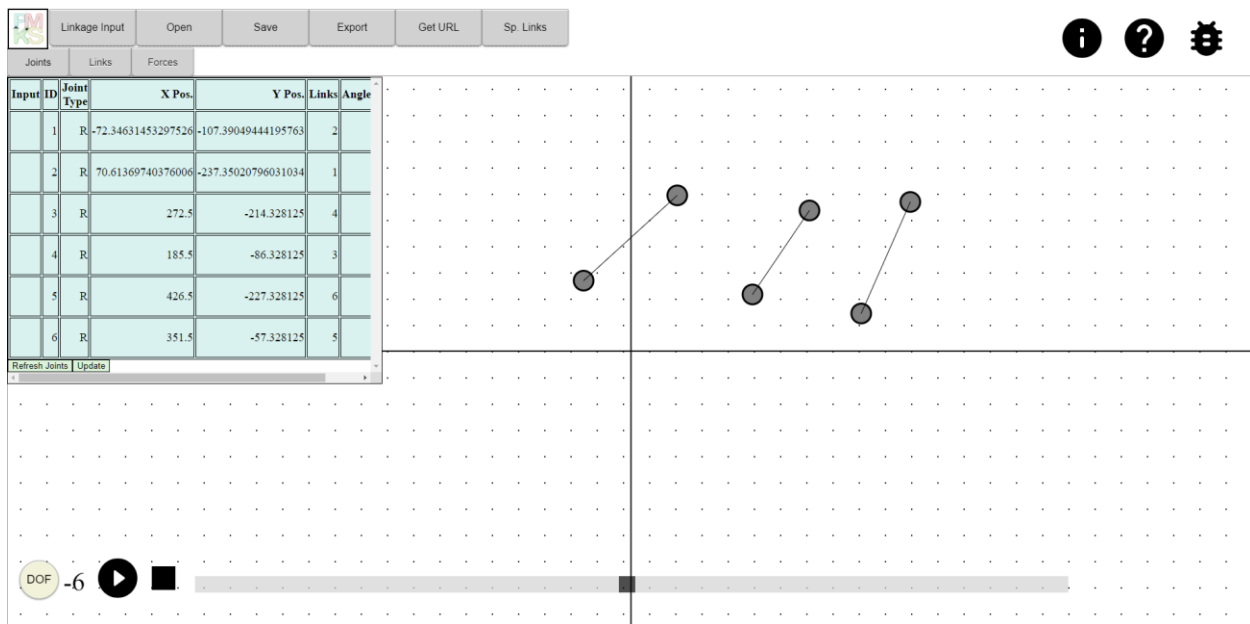 PM
KS
Linkage Input Open Save Export Get URL Sp. Links
Joints Links Forces
Input ID Joint Type X Pos. Y Pos. Links Angle
1 R -72.34631453297526 -107.39049444195763 2
2 R 70.61369740376006 -237.35020796031034 1
3 R 272.5 -214.328125 4
4 R 185.5 -86.328125 3
5 R 426.5 -227.328125 6
6 R 351.5 -57.328125 5
Refresh Joints Update
DOF -6